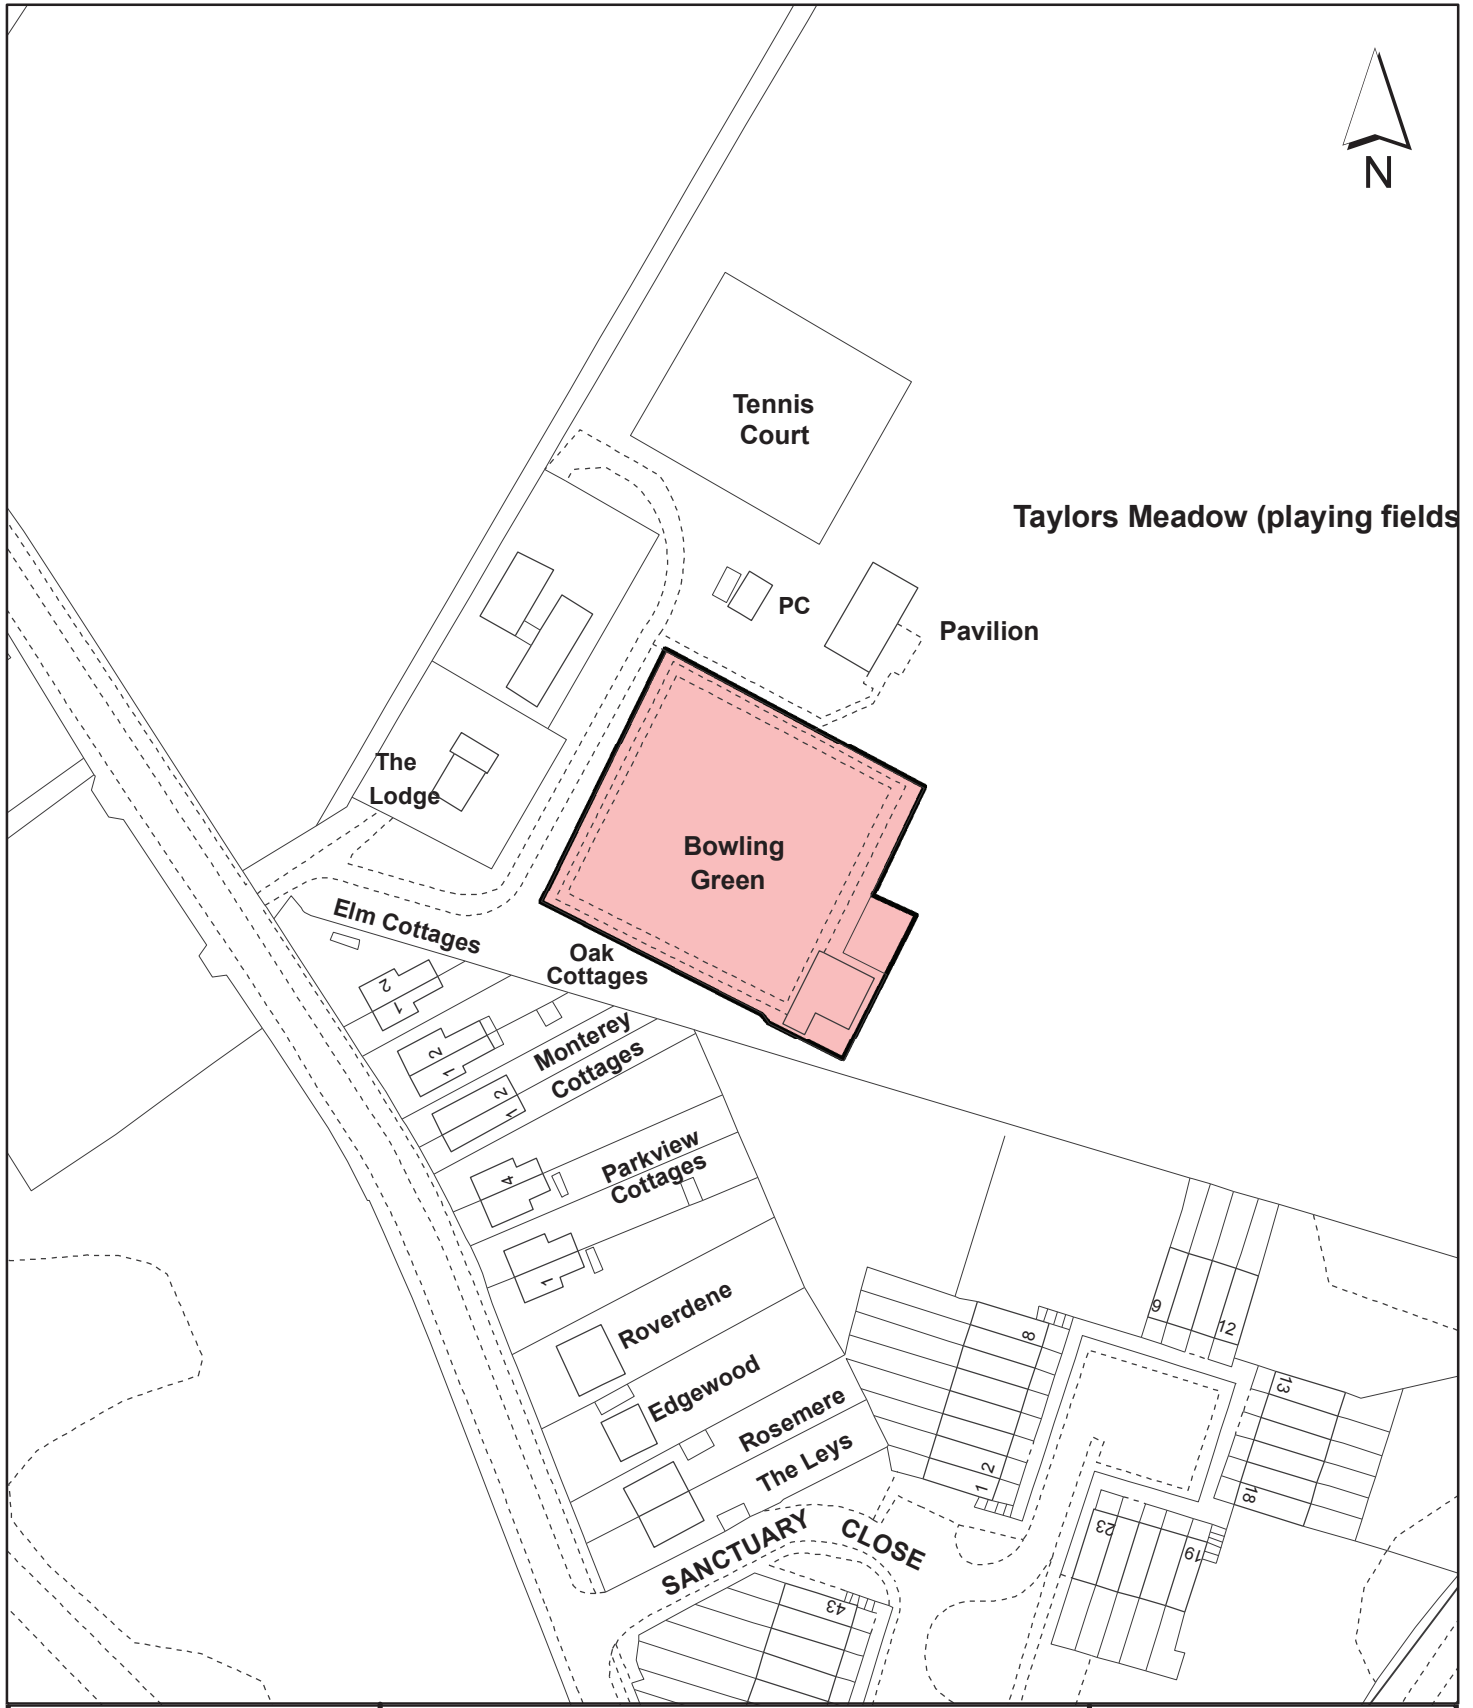 N
Tennis
Court
Taylors Meadow (playing fields
PC
Pavilion
The
Lodge
Bowling
Green
Elm Cottages
Oak
Cottages
2
1
Monterey
Cottages
2
1
2
1
Parkview
Cottages
4
1
Roverdene
Edgewood
Rosemere
The Leys
SANCTUARY CLOSE
8
2
1
9
12
13
18
23
19
43